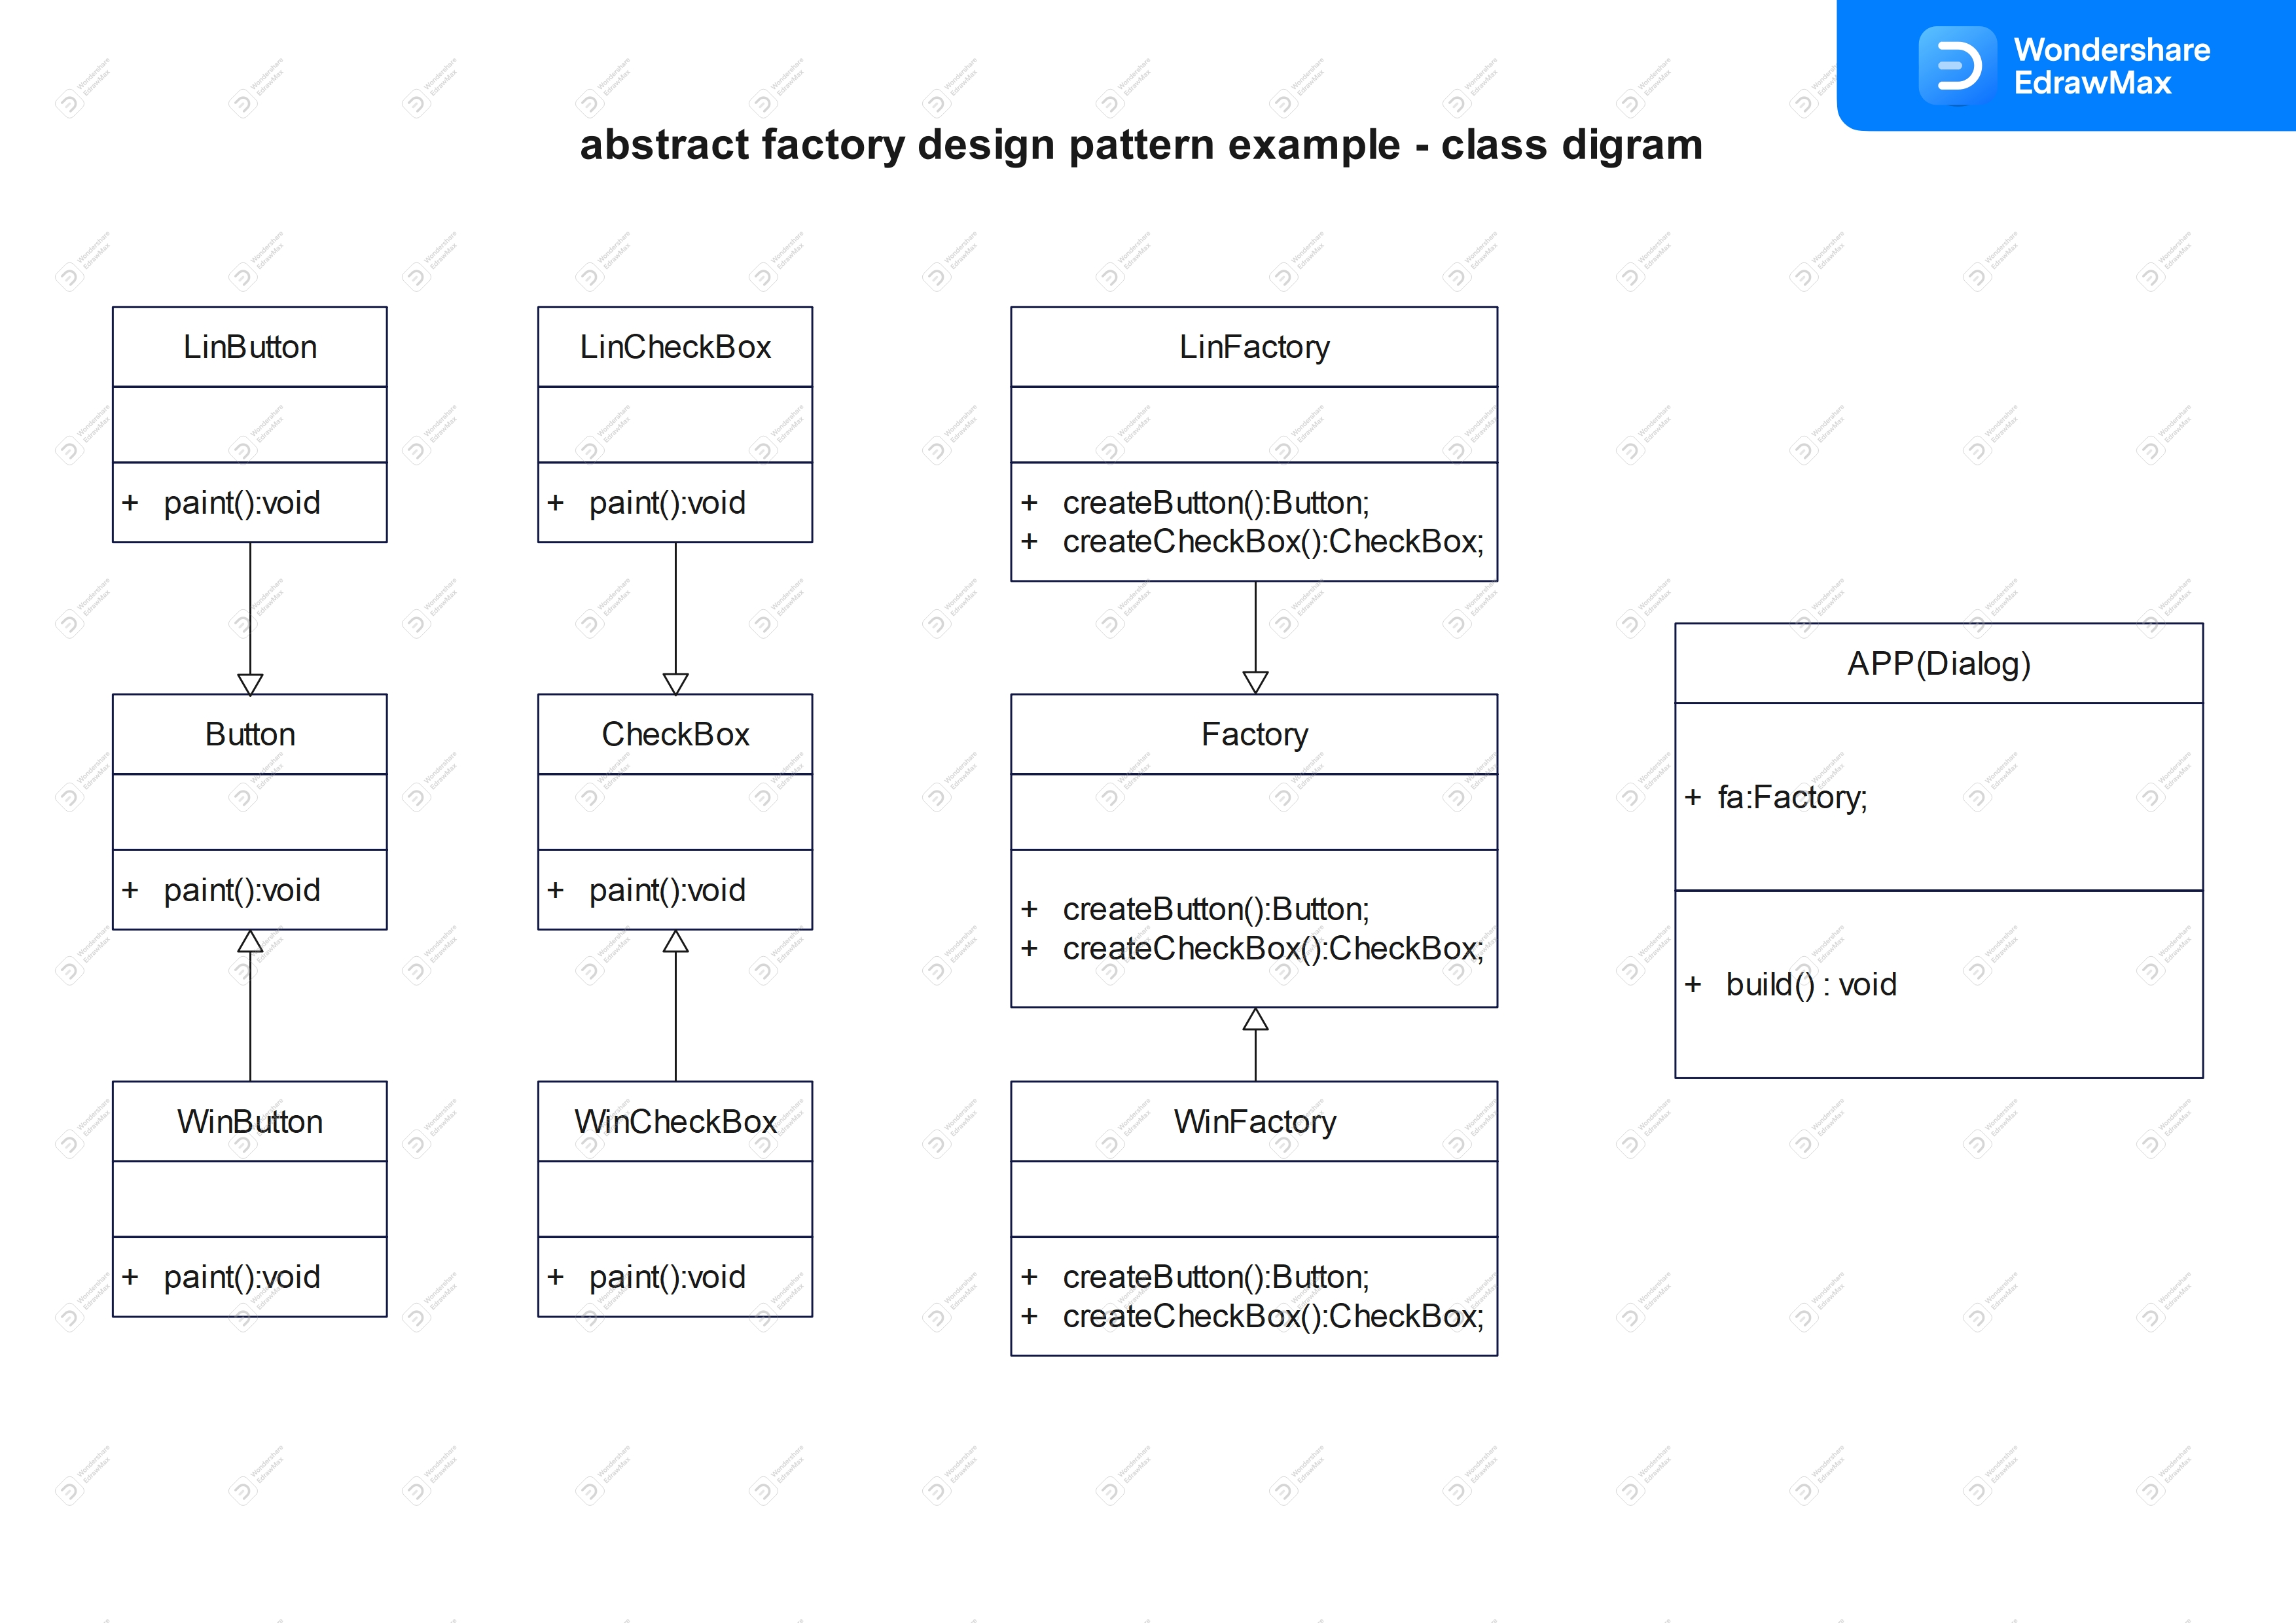 Wondershare
EdrawMax
abstract factory design pattern example - class digram
LinButton
+ paint():void
LinCheckBox
+ paint():void
LinFactory
+ createButton():Button;
+ createCheckBox():CheckBox;
Button
+ paint():void
CheckBox
+ paint():void
Factory
+ createButton():Button;
+ createCheckBox():CheckBox;
APP(Dialog)
+ fa:Factory;
+ build() : void
WinButton
+ paint():void
WinCheckBox
+ paint():void
WinFactory
+ createButton():Button;
+ createCheckBox():CheckBox;